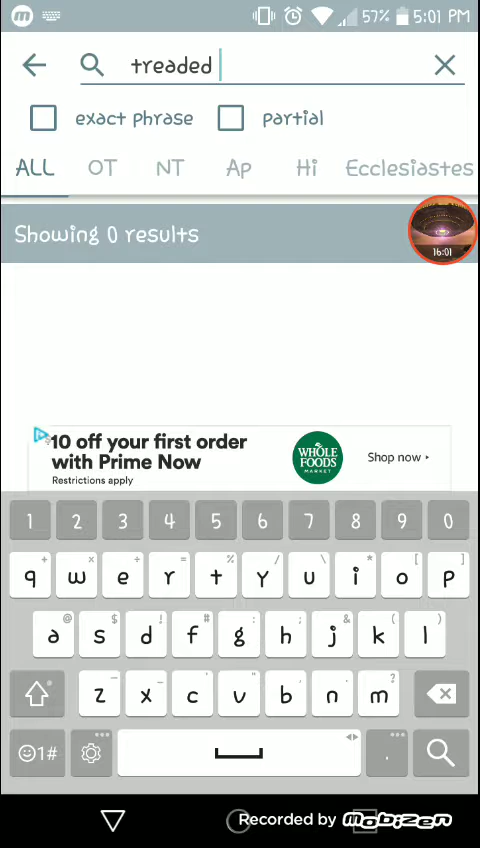 57% 5:01 PM
treaded
exact phrase partial
ALL OT NT Ap Hi Ecclesiastes
Showing 0 results
16:01
10 off your first order
with Prime Now
Restrictions apply
WHOLE
FOODS
MARKET
Shop now
1 2 3 4 5 6 7 8 9 0
q w e r t y u i o p
a s d f g h j k l
z x c v b n m
1#
.
Recorded by Mobizen